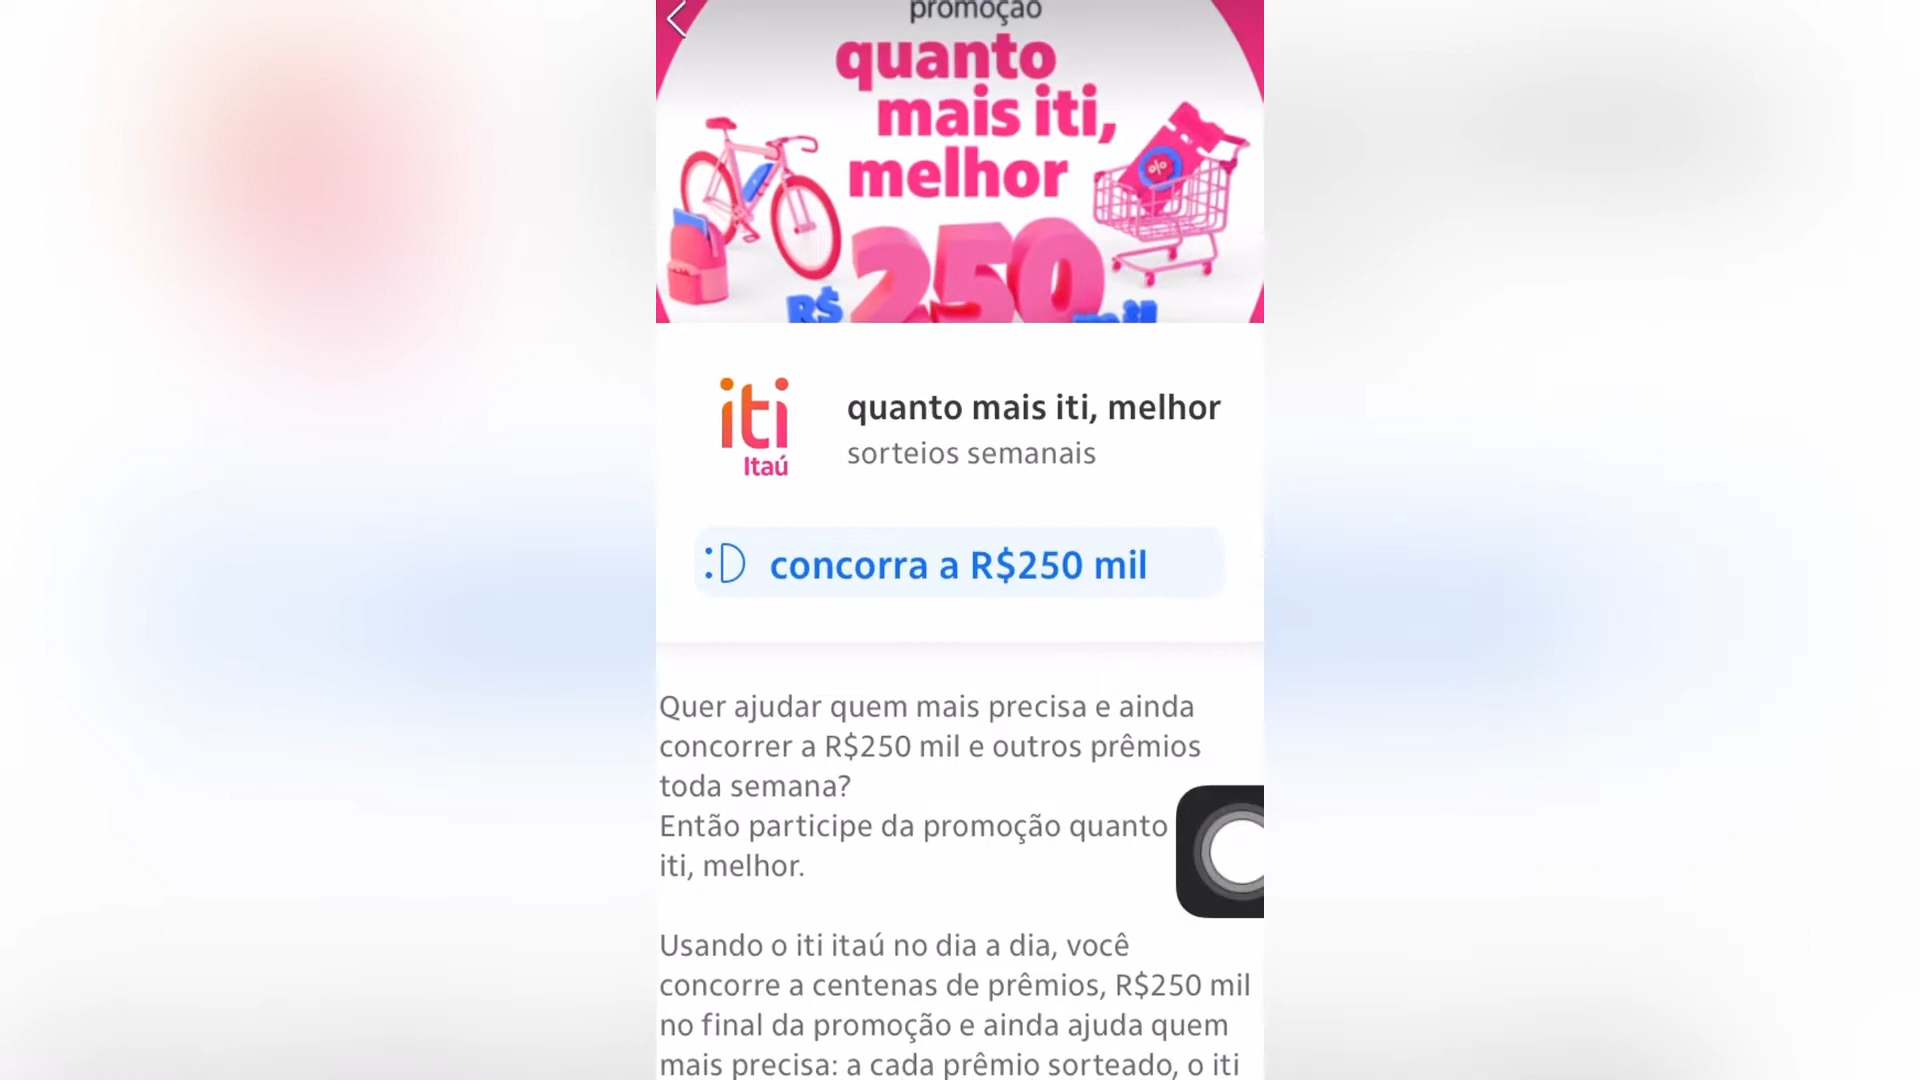 promoção
quanto
mais iti,
melhor
R$ 250 mil
iti
Itaú
quanto mais iti, melhor
sorteios semanais
:D concorra a R$250 mil
Quer ajudar quem mais precisa e ainda
concorrer a R$250 mil e outros prêmios
toda semana?
Então participe da promoção quanto
iti, melhor.
Usando o iti itaú no dia a dia, você
concorre a centenas de prêmios, R$250 mil
no final da promoção e ainda ajuda quem
mais precisa: a cada prêmio sorteado, o iti